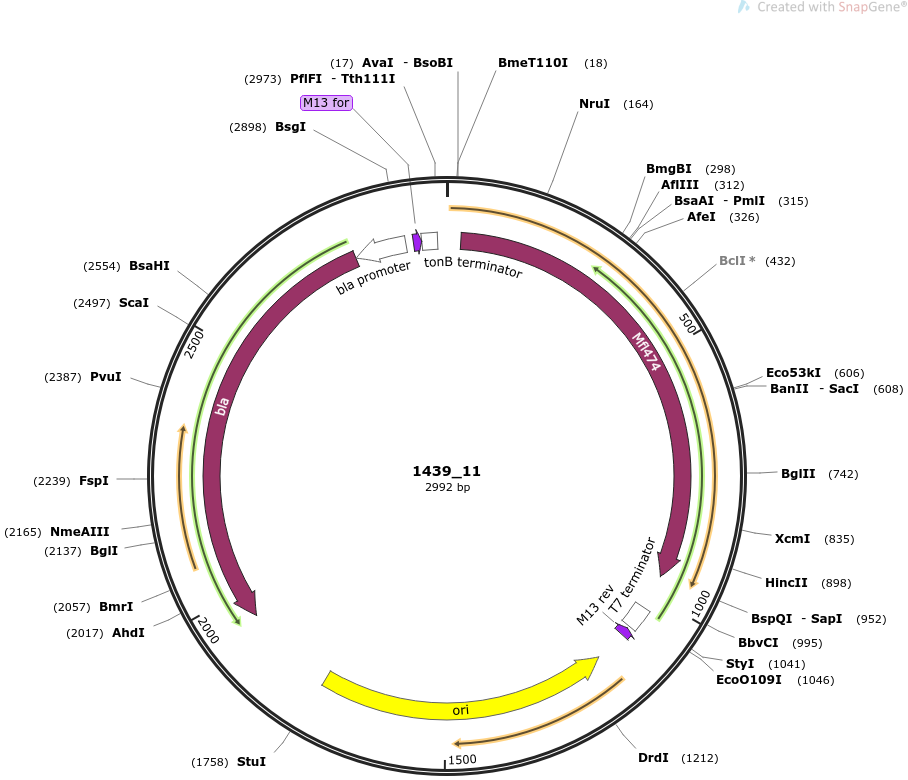 Created with SnapGene®
(17) AvaI - BsoBI
BmeT110I (18)
(2973) PflFI - Tth111I
M13 for
NruI (164)
(2898) BsgI
BmgBI (298)
AflIII (312)
BsaAI - PmlI (315)
AfeI (326)
BclI * (432)
(2554) BsaHI
(2497) ScaI
bla promoter
tonB terminator
500
2500
Mfl474
(2387) PvuI
Eco53kI (606)
BanII - SacI (608)
bla
1439_11
2992 bp
(2239) FspI
BglII (742)
(2165) NmeAIII
(2137) BglI
XcmI (835)
HincII (898)
(2057) BmrI
(2017) AhdI
2000
M13 rev
T7 terminator
1000
BspQI - SapI (952)
BbvCI (995)
StyI (1041)
EcoO109I (1046)
ori
(1758) StuI
1500
DrdI (1212)